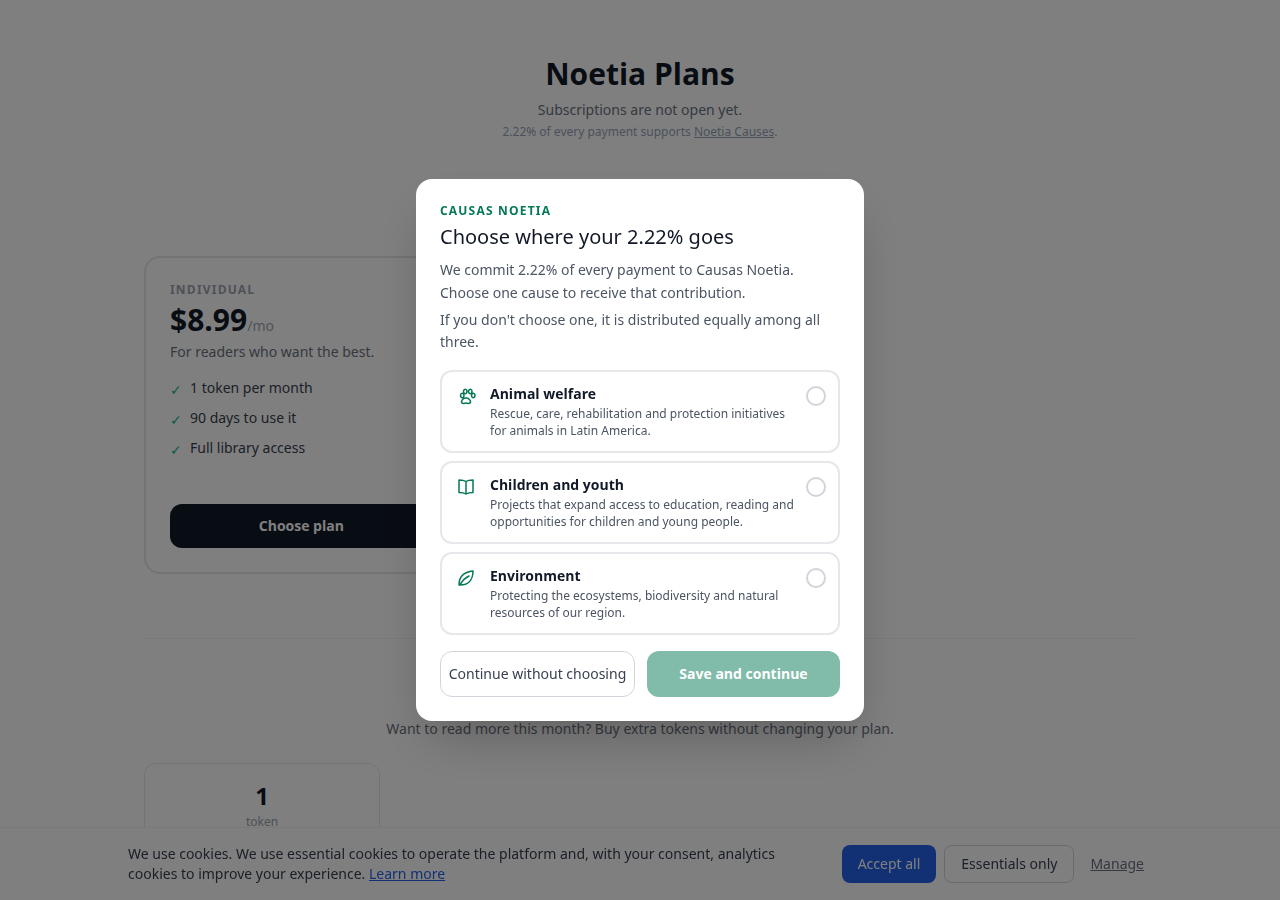 Noetia Plans
Subscriptions are not open yet.
2.22% of every payment supports Noetia Causes.
INDIVIDUAL
$8.99/mo
For readers who want the best.
✓ 1 token per month
✓ 90 days to use it
✓ Full library access
Choose plan
CAUSAS NOETIA
Choose where your 2.22% goes
We commit 2.22% of every payment to Causas Noetia.
Choose one cause to receive that contribution.
If you don't choose one, it is distributed equally among all
three.
Animal welfare
Rescue, care, rehabilitation and protection initiatives
for animals in Latin America.
Children and youth
Projects that expand access to education, reading and
opportunities for children and young people.
Environment
Protecting the ecosystems, biodiversity and natural
resources of our region.
Continue without choosing
Save and continue
Want to read more this month? Buy extra tokens without changing your plan.
1
token
We use cookies. We use essential cookies to operate the platform and, with your consent, analytics
cookies to improve your experience. Learn more
Accept all
Essentials only
Manage